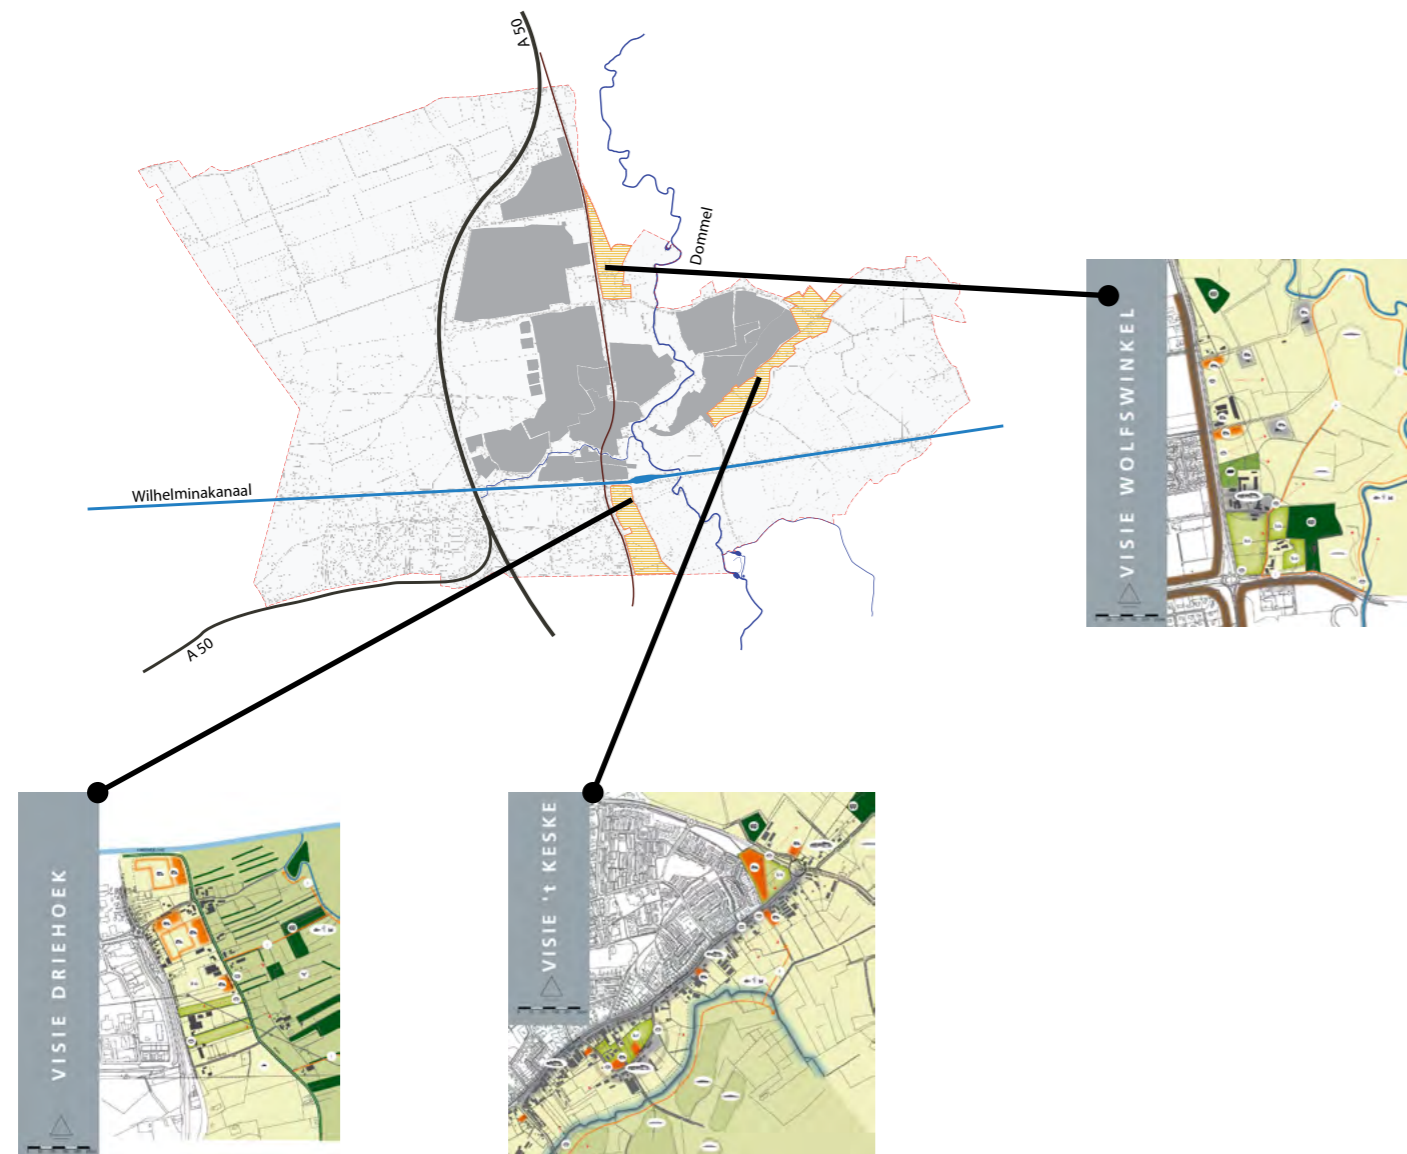 A 50
Dommel
Wilhelminakanaal
A 50
VISIE WOLFSWINKEL
VISIE DRIEHOEK
VISIE 't KESKE